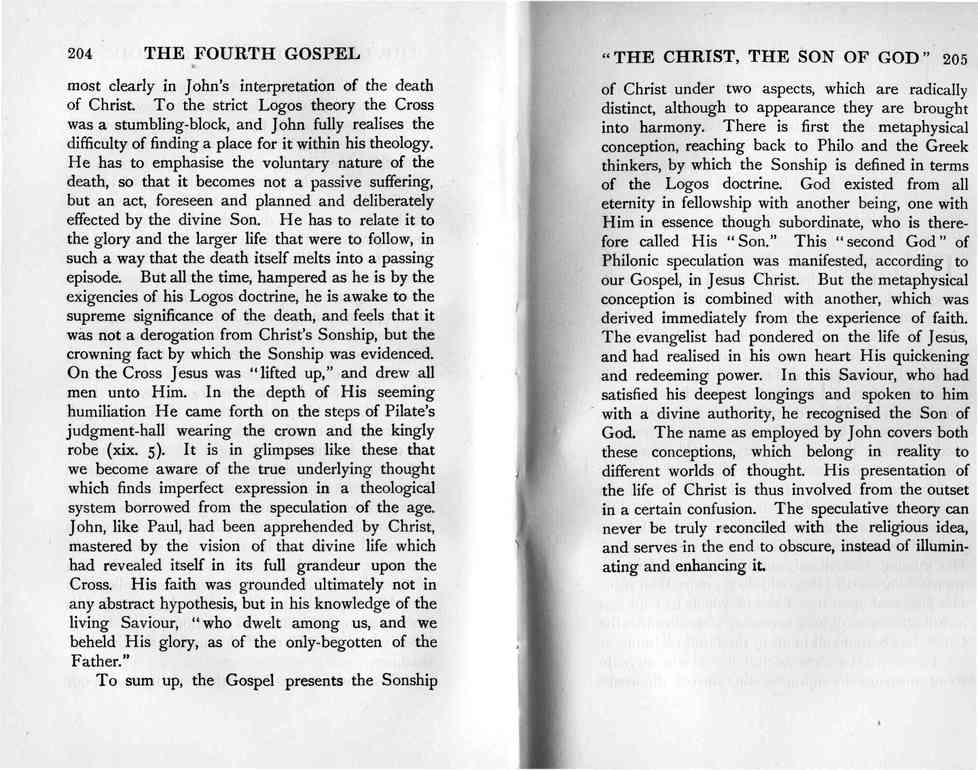 204 THE FOURTH GOSPEL
most clearly in John's interpretation of the death
of Christ. To the strict Logos theory the Cross
was a stumbling-block, and John fully realises the
difficulty of finding a place for it within his theology.
He has to emphasise the voluntary nature of the
death, so that it becomes not a passive suffering,
but an act, foreseen and planned and deliberately
effected by the divine Son. He has to relate it to
the glory and the larger life that were to follow, in
such a way that the death itself melts into a passing
episode. But all the time, hampered as he is by the
exigencies of his Logos doctrine, he is awake to the
supreme significance of the death, and feels that it
was not a derogation from Christ's Sonship, but the
crowning fact by which the Sonship was evidenced.
On the Cross Jesus was "lifted up," and drew all
men unto Him. In the depth of His seeming
humiliation He came forth on the steps of Pilate's
judgment-hall wearing the crown and the kingly
robe (xix. 5). It is in glimpses like these that
we become aware of the true underlying thought
which finds imperfect expression in a theological
system borrowed from the speculation of the age.
John, like Paul, had been apprehended by Christ,
mastered by the vision of that divine life which
had revealed itself in its full grandeur upon the
Cross. His faith was grounded ultimately not in
any abstract hypothesis, but in his knowledge of the
living Saviour, "who dwelt among us, and we
beheld His glory, as of the only-begotten of the
Father."
To sum up, the Gospel presents the Sonship
"THE CHRIST, THE SON OF GOD" 205
of Christ under two aspects, which are radically
distinct, although to appearance they are brought
into harmony. There is first the metaphysical
conception, reaching back to Philo and the Greek
thinkers, by which the Sonship is defined in terms
of the Logos doctrine. God existed from all
eternity in fellowship with another being, one with
Him in essence though subordinate, who is there-
fore called His "Son." This "second God" of
Philonic speculation was manifested, according to
our Gospel, in Jesus Christ. But the metaphysical
conception is combined with another, which was
derived immediately from the experience of faith.
The evangelist had pondered on the life of Jesus,
and had realised in his own heart His quickening
and redeeming power. In this Saviour, who had
satisfied his deepest longings and spoken to him
with a divine authority, he recognised the Son of
God. The name as employed by John covers both
these conceptions, which belong in reality to
different worlds of thought. His presentation of
the life of Christ is thus involved from the outset
in a certain confusion. The speculative theory can
never be truly reconciled with the religious idea,
and serves in the end to obscure, instead of illumin-
ating and enhancing it.